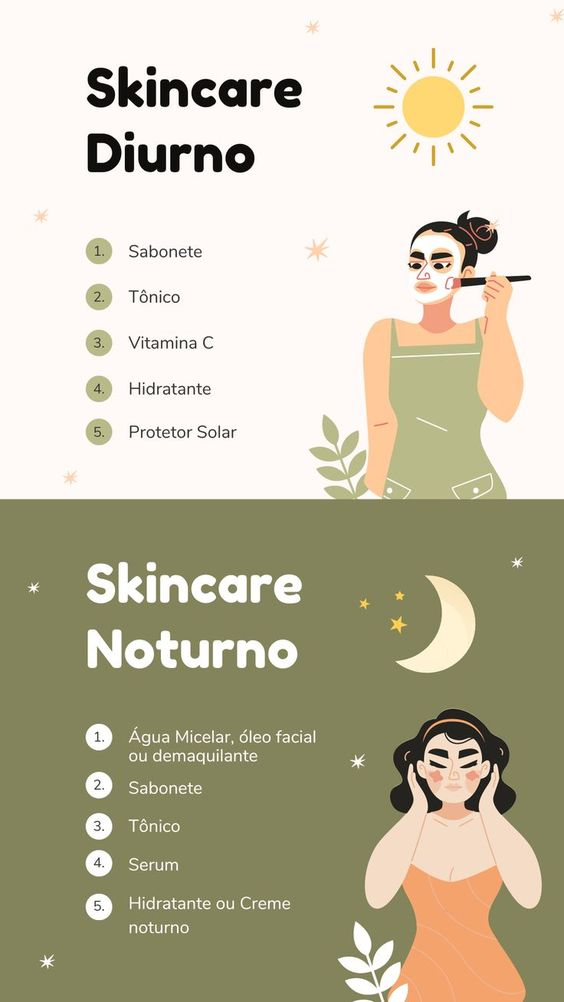 Skincare
Diurno
1. Sabonete
2. Tônico
3. Vitamina C
4. Hidratante
5. Protetor Solar
Skincare
Noturno
1. Água Micelar, óleo facial
ou demaquilante
2. Sabonete
3. Tônico
4. Serum
5. Hidratante ou Creme
noturno